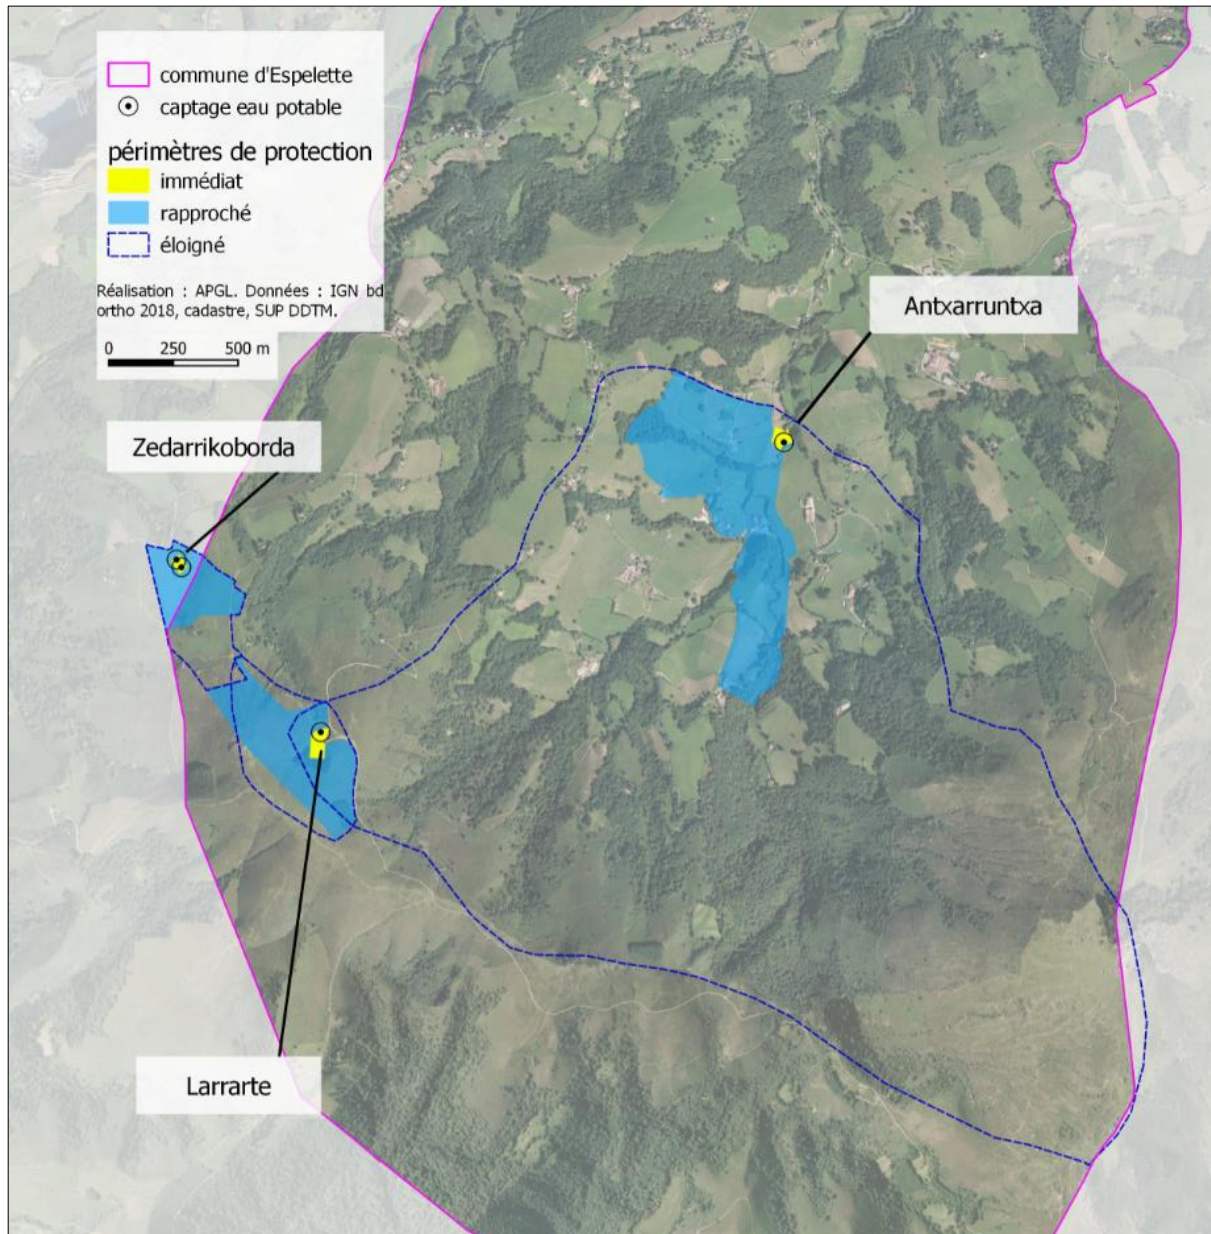 commune d'Espelette
captage eau potable
périmètres de protection
immédiat
rapproché
éloigné
Réalisation : APGL. Données : IGN bd
ortho 2018, cadastre, SUP DDTM.
0 250 500 m
Antxarruntxa
Zedarrikoborda
Larrarte